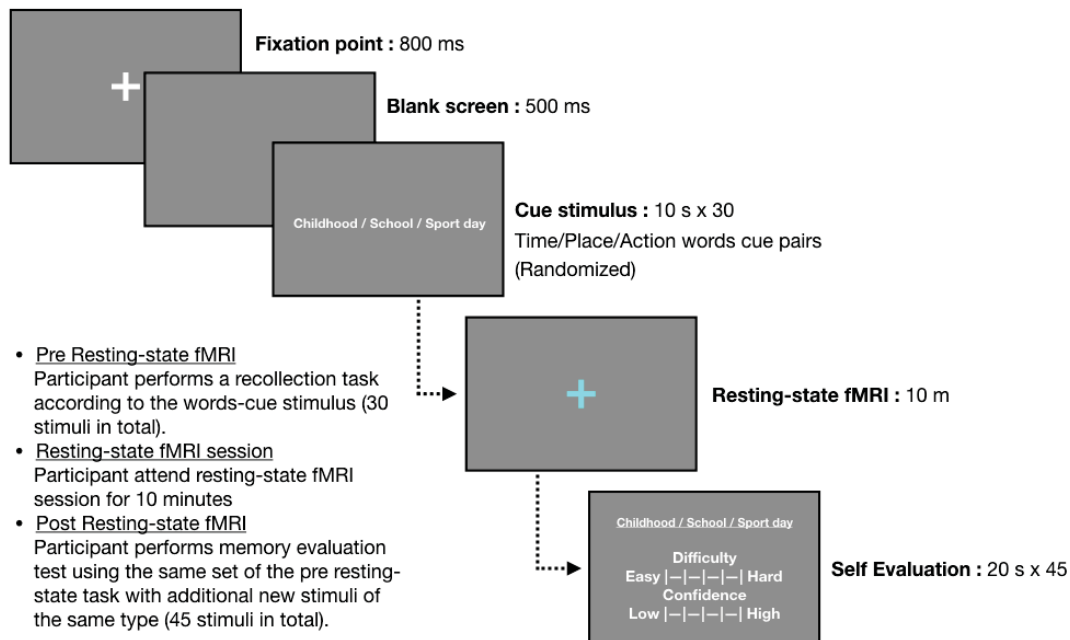 Fixation point : 800 ms
Blank screen : 500 ms
Childhood / School / Sport day
Cue stimulus : 10 s x 30
Time/Place/Action words cue pairs
(Randomized)
• Pre Resting-state fMRI
Participant performs a recollection task
according to the words-cue stimulus (30
stimuli in total).
• Resting-state fMRI session
Participant attend resting-state fMRI
session for 10 minutes
• Post Resting-state fMRI
Participant performs memory evaluation
test using the same set of the pre resting-
state task with additional new stimuli of
the same type (45 stimuli in total).
Resting-state fMRI : 10 m
Childhood / School / Sport day
Difficulty
Easy |—|—|—|—| Hard
Confidence
Low |—|—|—|—| High
Self Evaluation : 20 s x 45